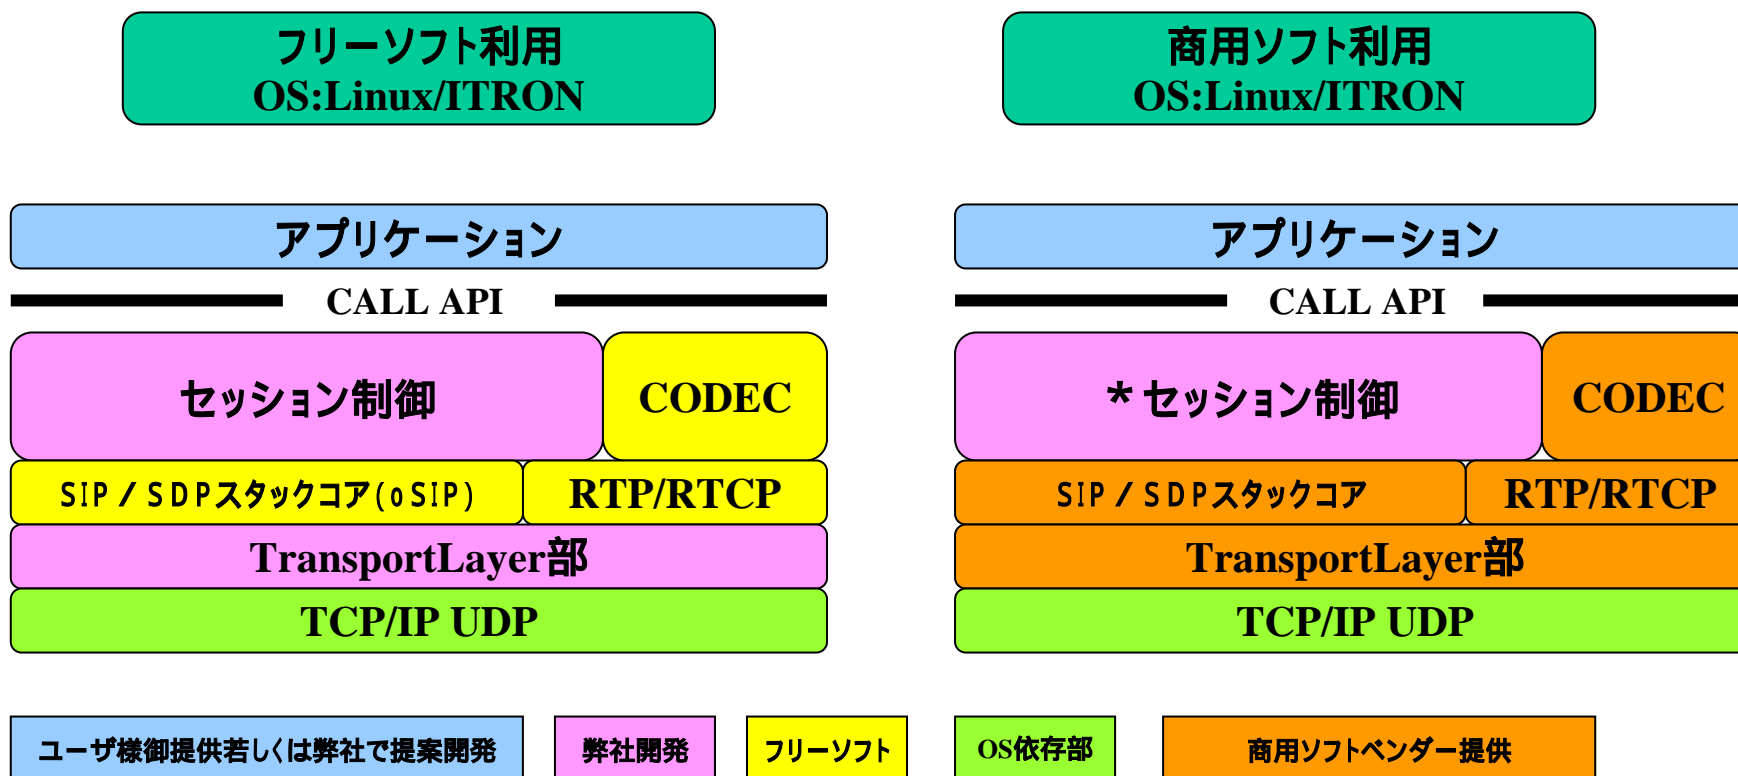 フリーソフト利用
OS:Linux/ITRON
商用ソフト利用
OS:Linux/ITRON
アプリケーション
CALL API
セッション制御
CODEC
SIP／SDPスタックコア(oSIP)
RTP/RTCP
TransportLayer部
TCP/IP UDP
アプリケーション
CALL API
*セッション制御
CODEC
SIP／SDPスタックコア
RTP/RTCP
TransportLayer部
TCP/IP UDP
ユーザ様御提供若しくは弊社で提案開発
弊社開発
フリーソフト
OS依存部
商用ソフトベンダー提供